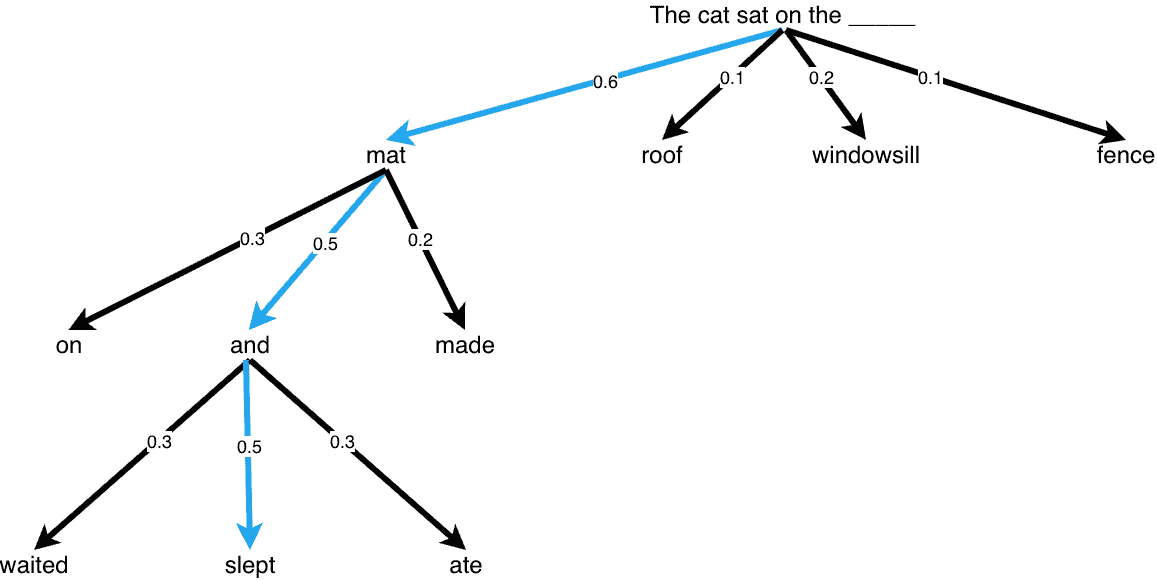 The cat sat on the _____
0.6
0.1
0.2
0.1
mat
roof
windowsill
fence
0.3
0.5
0.2
on
and
made
0.3
0.5
0.3
waited
slept
ate